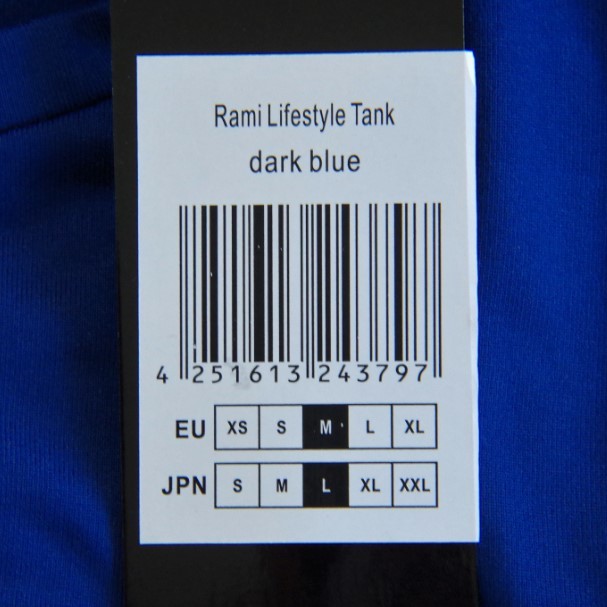 Rami Lifestyle Tank
dark blue
4 251613 243797
EU XS S M L XL
JPN S M L XL XXL